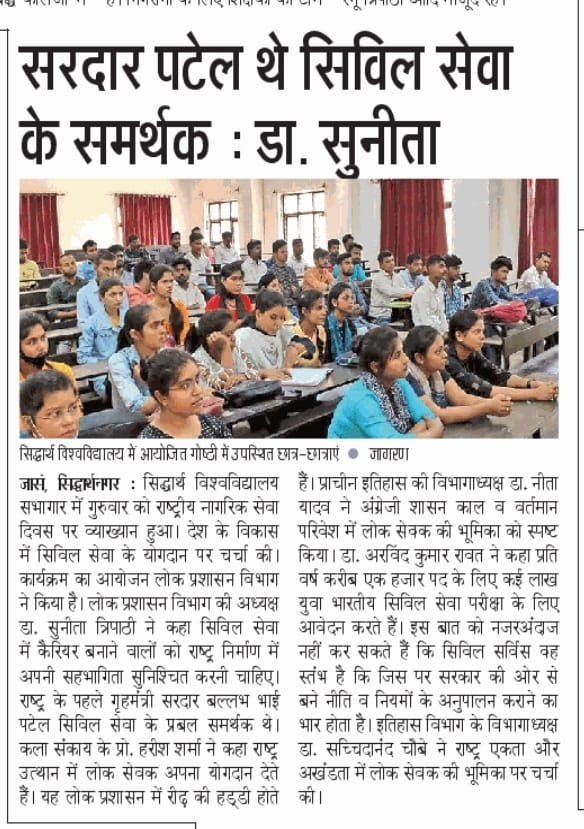 सरदार पटेल थे सिविल सेवा
के समर्थक : डा. सुनीता
सिद्धार्थ विश्वविद्यालय में आयोजित गोष्ठी में उपस्थित छात्र-छात्राएं ● जागरण
जासं, सिद्धार्थनगर : सिद्धार्थ विश्वविद्यालय
सभागार में गुरुवार को राष्ट्रीय नागरिक सेवा
दिवस पर व्याख्यान हुआ। देश के विकास
में सिविल सेवा के योगदान पर चर्चा की।
कार्यक्रम का आयोजन लोक प्रशासन विभाग
ने किया है। लोक प्रशासन विभाग की अध्यक्ष
डा. सुनीता त्रिपाठी ने कहा सिविल सेवा
में कैरियर बनाने वालों को राष्ट्र निर्माण में
अपनी सहभागिता सुनिश्चित करनी चाहिए।
राष्ट्र के पहले गृहमंत्री सरदार बल्लभ भाई
पटेल सिविल सेवा के प्रबल समर्थक थे।
कला संकाय के प्रो. हरीश शर्मा ने कहा राष्ट्र
उत्थान में लोक सेवक अपना योगदान देते
हैं। यह लोक प्रशासन में रीढ़ की हड्डी होते
हैं। प्राचीन इतिहास की विभागाध्यक्ष डा. नीता
यादव ने अंग्रेजी शासन काल व वर्तमान
परिवेश में लोक सेवक की भूमिका को स्पष्ट
किया। डा. अरविंद कुमार रावत ने कहा प्रति
वर्ष करीब एक हजार पद के लिए कई लाख
युवा भारतीय सिविल सेवा परीक्षा के लिए
आवेदन करते हैं। इस बात को नजरअंदाज
नहीं कर सकते हैं कि सिविल सर्विस वह
स्तंभ है कि जिस पर सरकार की ओर से
बने नीति व नियमों के अनुपालन कराने का
भार होता है। इतिहास विभाग के विभागाध्यक्ष
डा. सच्चिदानंद चौबे ने राष्ट्र एकता और
अखंडता में लोक सेवक की भूमिका पर चर्चा
की।